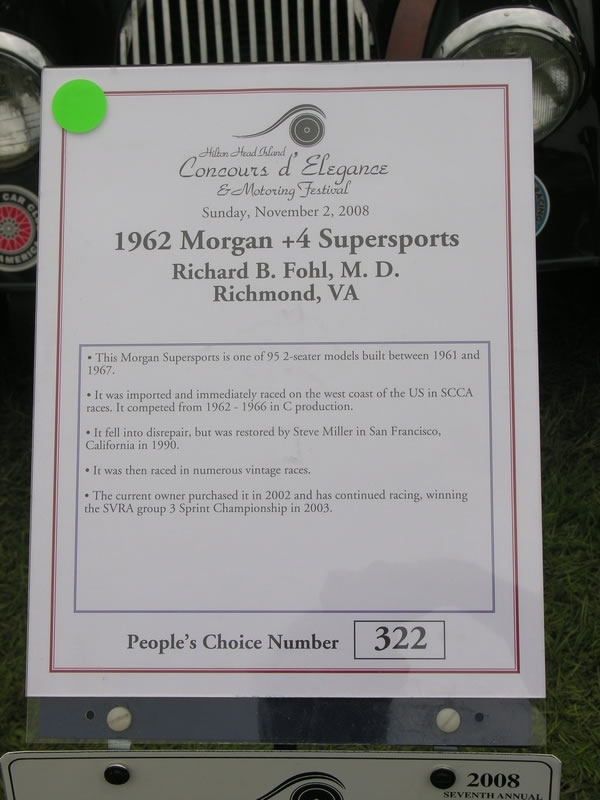 Hilton Head Island
Concours d'Elegance
& Motoring Festival
Sunday, November 2, 2008
1962 Morgan +4 Supersports
Richard B. Fohl, M. D.
Richmond, VA
• This Morgan Supersports is one of 95 2-seater models built between 1961 and
1967.
• It was imported and immediately raced on the west coast of the US in SCCA
races. It competed from 1962 - 1966 in C production.
• It fell into disrepair, but was restored by Steve Miller in San Francisco,
California in 1990.
• It was then raced in numerous vintage races.
• The current owner purchased it in 2002 and has continued racing, winning
the SVRA group 3 Sprint Championship in 2003.
People's Choice Number 322
CAR
AMERICA
2008
SEVENTH ANNUAL